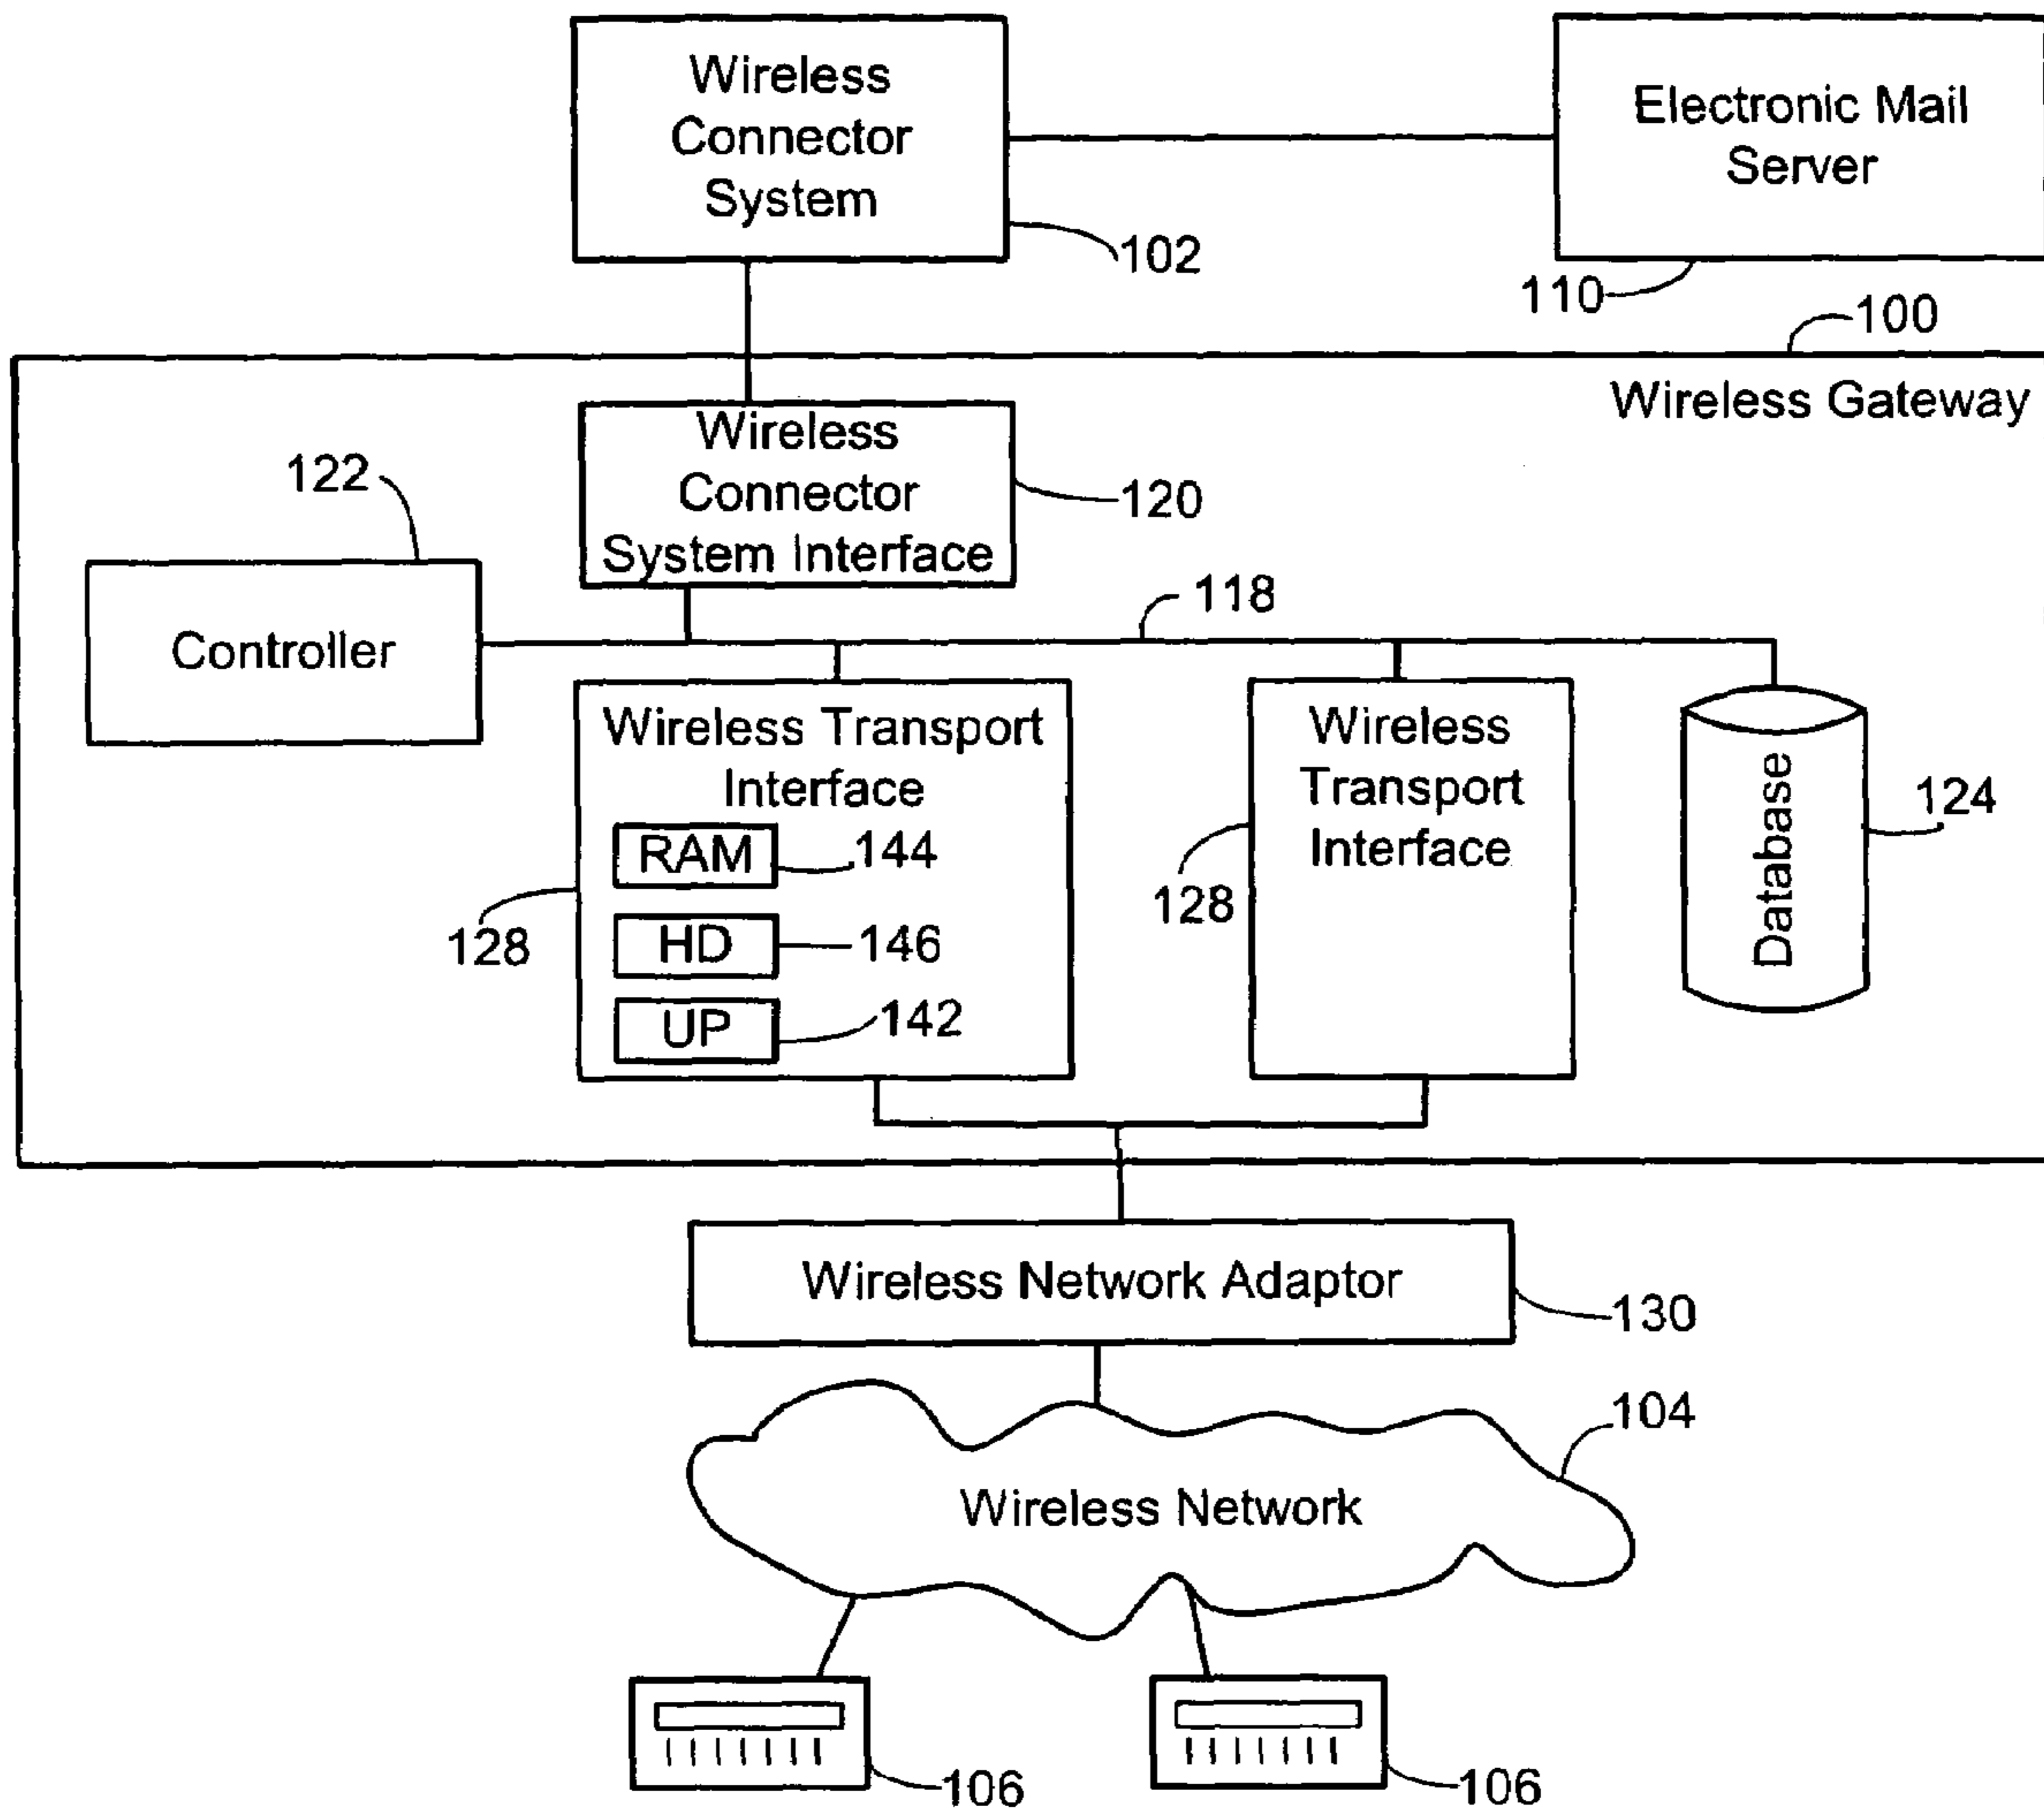 Wireless
Connector
System
Electronic Mail
Server
102
110
100
Wireless Gateway
Wireless
Connector
System Interface
120
122
Controller
118
Wireless Transport
Interface
RAM
144
HD
146
UP
142
128
Wireless
Transport
Interface
128
Database
124
Wireless Network Adaptor
130
104
Wireless Network
106
106